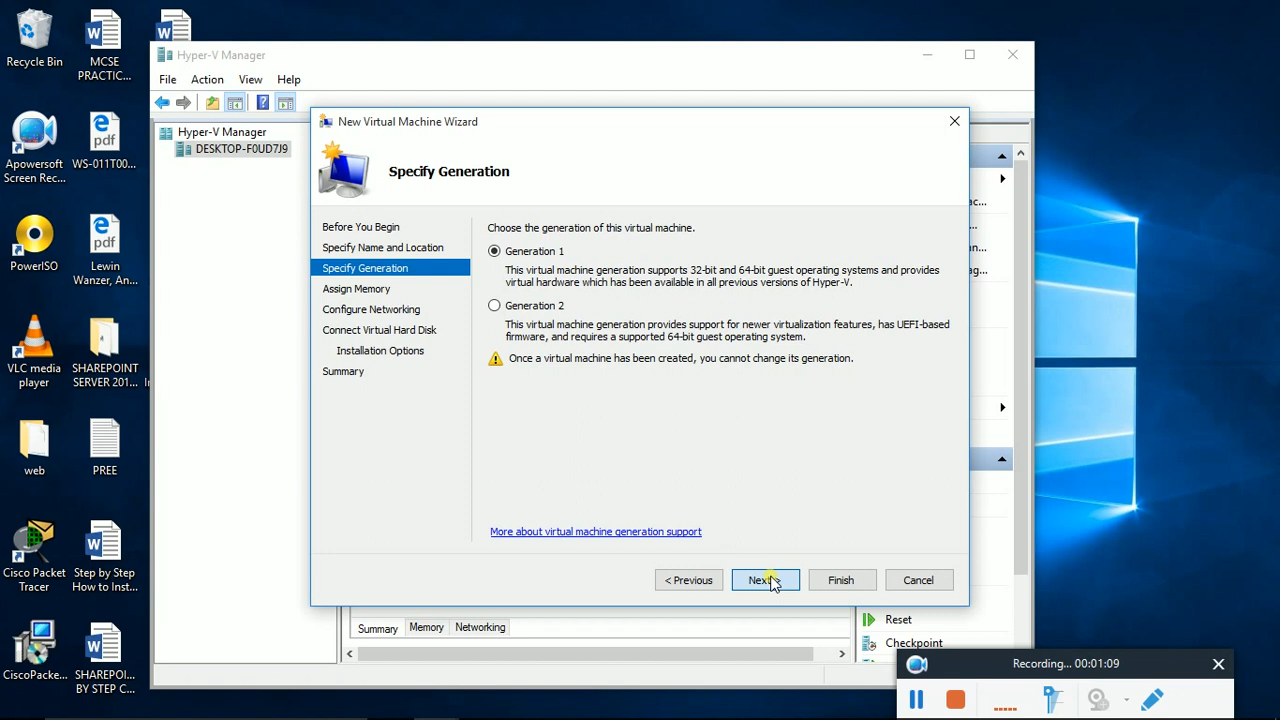 Recycle Bin
MCSE
PRACTIC...
Apowersoft
Screen Rec...
WS-011T00...
PowerISO
Lewin
Wanzer, An...
VLC media
player
SHAREPOINT
SERVER 201...
web
PREE
Cisco Packet
Tracer
Step by Step
How to Inst...
CiscoPacke...
SHAREPOI...
BY STEP C...
Hyper-V Manager
File Action View Help
Hyper-V Manager
DESKTOP-F0UD7J9
New Virtual Machine Wizard
Specify Generation
Before You Begin
Specify Name and Location
Specify Generation
Assign Memory
Configure Networking
Connect Virtual Hard Disk
Installation Options
Summary
Choose the generation of this virtual machine.
Generation 1
This virtual machine generation supports 32-bit and 64-bit guest operating systems and provides
virtual hardware which has been available in all previous versions of Hyper-V.
Generation 2
This virtual machine generation provides support for newer virtualization features, has UEFI-based
firmware, and requires a supported 64-bit guest operating system.
Once a virtual machine has been created, you cannot change its generation.
More about virtual machine generation support
< Previous Next > Finish Cancel
Summary Memory Networking
Reset
Checkpoint
Recording... 00:01:09